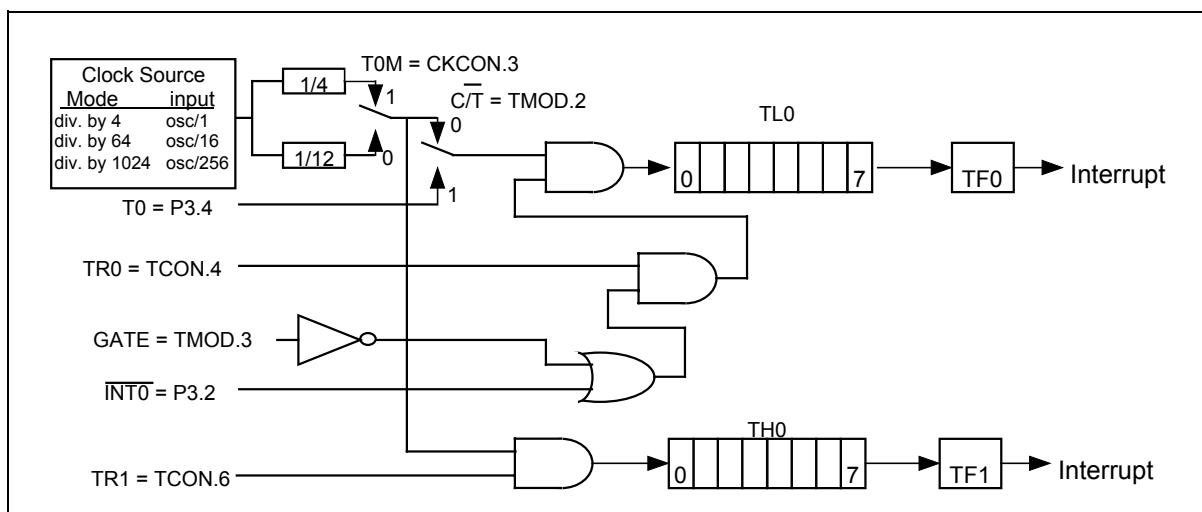 Clock Source
Mode input
div. by 4 osc/1
div. by 64 osc/16
div. by 1024 osc/256
1/4
1/12
T0M = CKCON.3
1
0
C/T̅ = TMOD.2
0
1
T0 = P3.4
TL0
0 7
TF0
Interrupt
TR0 = TCON.4
GATE = TMOD.3
I̅N̅T̅0̅ = P3.2
TR1 = TCON.6
TH0
0 7
TF1
Interrupt